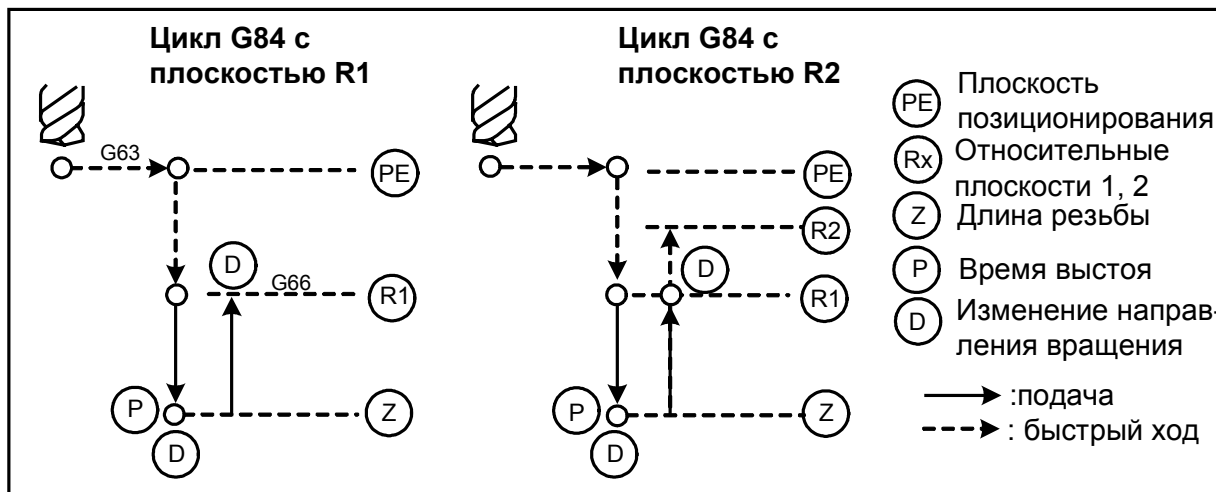 Цикл G84 с
плоскостью R1
G63
PE
D
G66
R1
P
Z
D
Цикл G84 с
плоскостью R2
PE
R2
D
R1
P
Z
D
PE Плоскость
позиционирования
Rx Относительные
плоскости 1, 2
Z Длина резьбы
P Время выстоя
D Изменение направ-
ления вращения
:подача
: быстрый ход